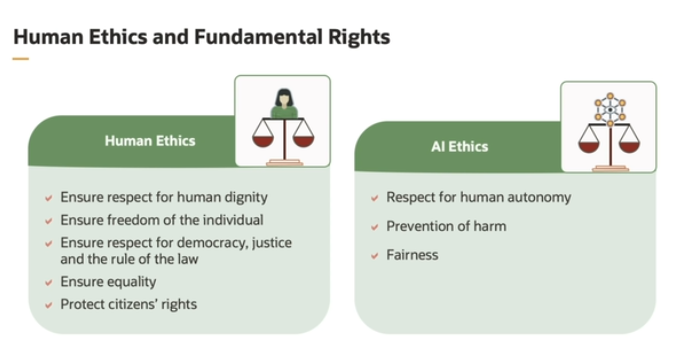 Human Ethics and Fundamental Rights
Human Ethics
Ensure respect for human dignity
Ensure freedom of the individual
Ensure respect for democracy, justice
and the rule of the law
Ensure equality
Protect citizens' rights
AI Ethics
Respect for human autonomy
Prevention of harm
Fairness